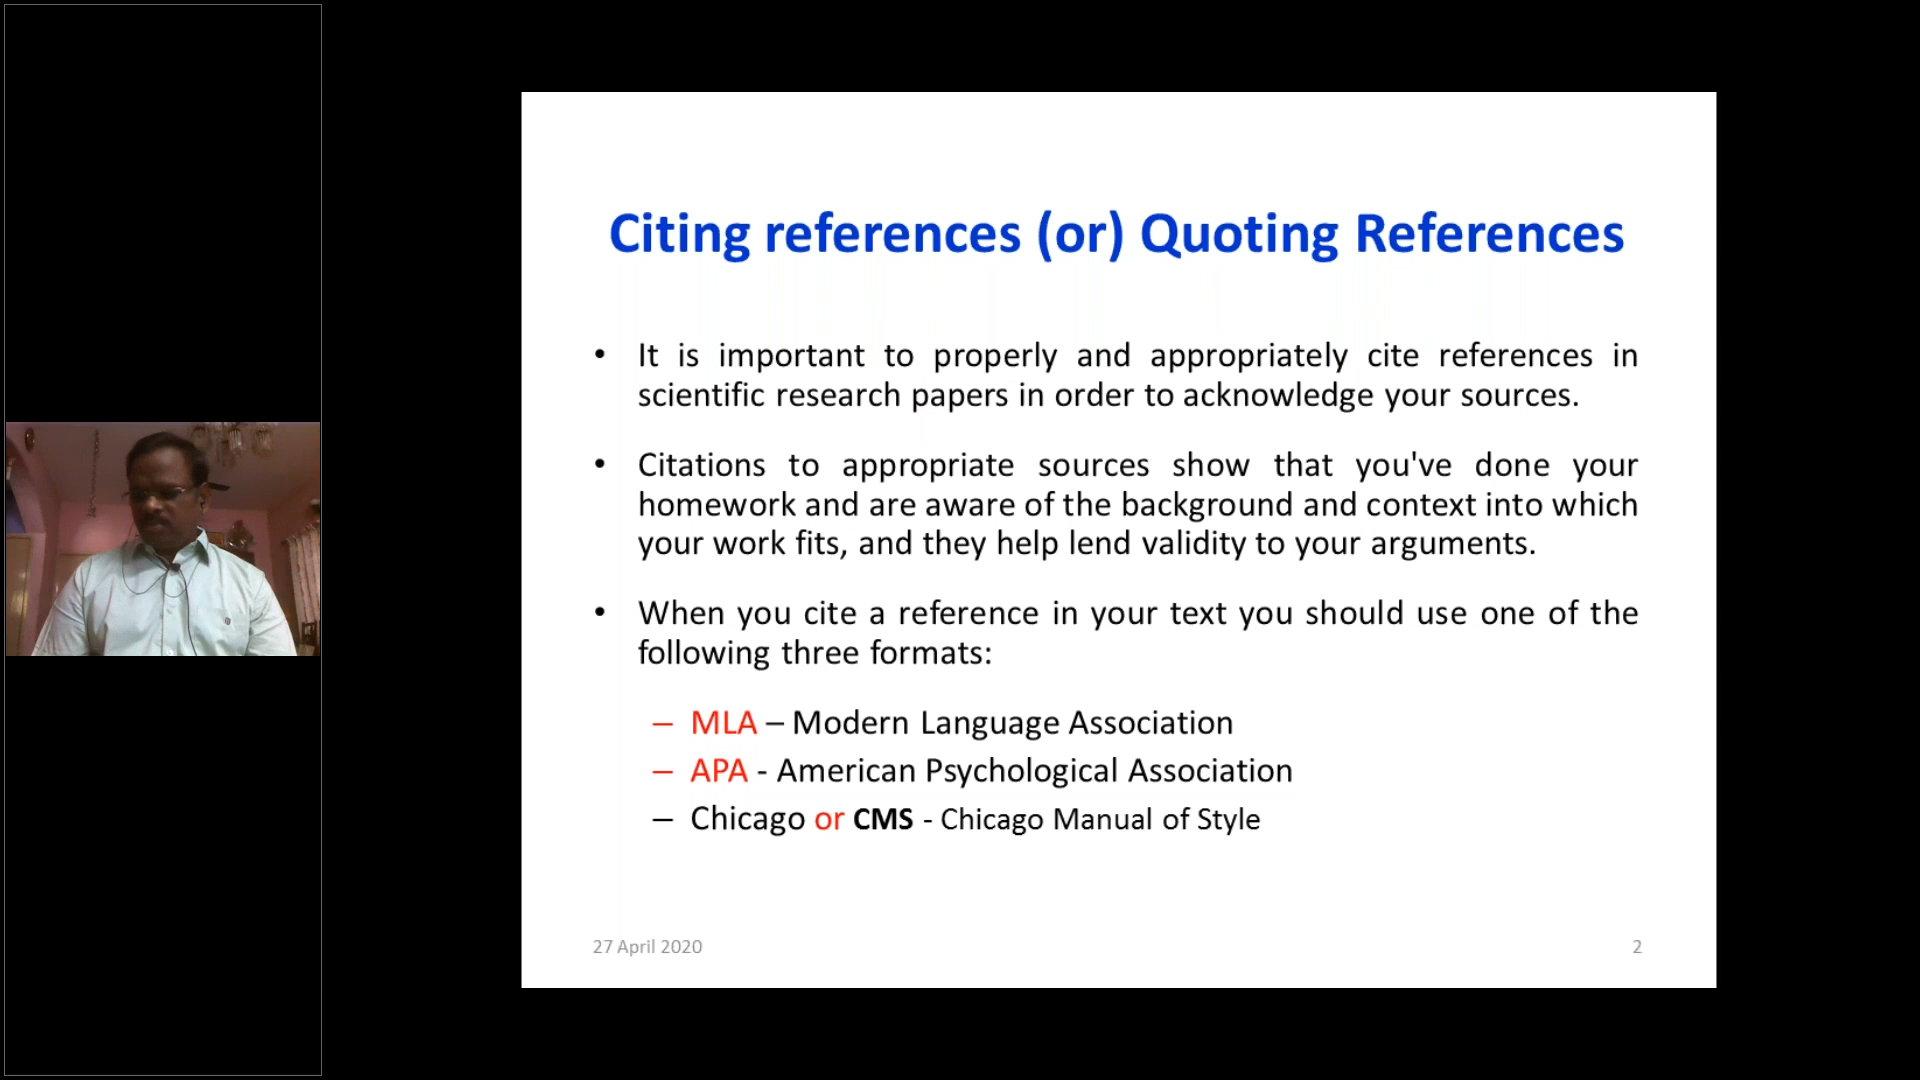 Citing references (or) Quoting References
• It is important to properly and appropriately cite references in
scientific research papers in order to acknowledge your sources.
• Citations to appropriate sources show that you've done your
homework and are aware of the background and context into which
your work fits, and they help lend validity to your arguments.
• When you cite a reference in your text you should use one of the
following three formats:
– MLA – Modern Language Association
– APA - American Psychological Association
– Chicago or CMS - Chicago Manual of Style
27 April 2020
2